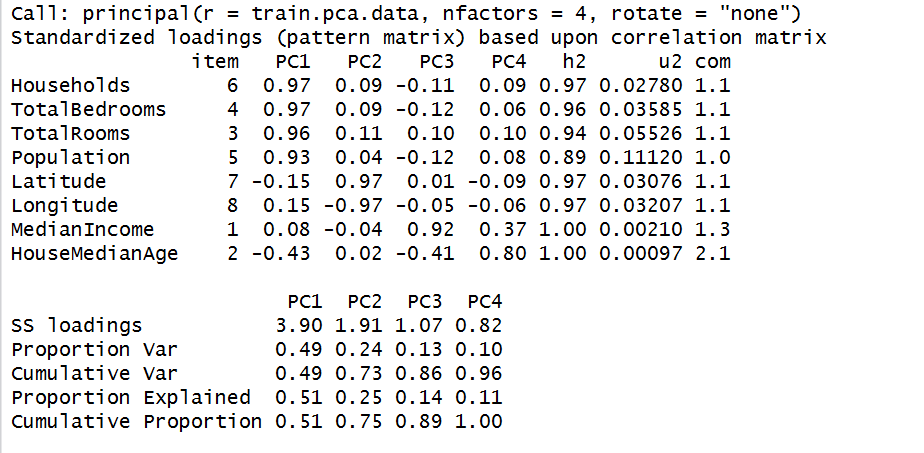 Call: principal(r = train.pca.data, nfactors = 4, rotate = "none")
Standardized loadings (pattern matrix) based upon correlation matrix
item PC1 PC2 PC3 PC4 h2 u2 com
Households 6 0.97 0.09 -0.11 0.09 0.97 0.02780 1.1
TotalBedrooms 4 0.97 0.09 -0.12 0.06 0.96 0.03585 1.1
TotalRooms 3 0.96 0.11 0.10 0.10 0.94 0.05526 1.1
Population 5 0.93 0.04 -0.12 0.08 0.89 0.11120 1.0
Latitude 7 -0.15 0.97 0.01 -0.09 0.97 0.03076 1.1
Longitude 8 0.15 -0.97 -0.05 -0.06 0.97 0.03207 1.1
MedianIncome 1 0.08 -0.04 0.92 0.37 1.00 0.00210 1.3
HouseMedianAge 2 -0.43 0.02 -0.41 0.80 1.00 0.00097 2.1
PC1 PC2 PC3 PC4
SS loadings 3.90 1.91 1.07 0.82
Proportion Var 0.49 0.24 0.13 0.10
Cumulative Var 0.49 0.73 0.86 0.96
Proportion Explained 0.51 0.25 0.14 0.11
Cumulative Proportion 0.51 0.75 0.89 1.00